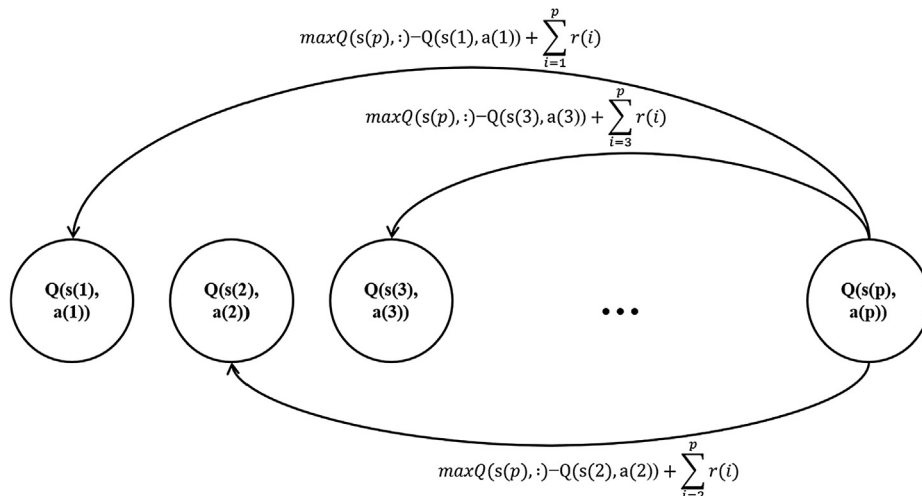 maxQ(s(p),:)−Q(s(1),a(1))+∑_{i=1}^{p} r(i)
maxQ(s(p),:)−Q(s(3),a(3))+∑_{i=3}^{p} r(i)
Q(s(1),
a(1))
Q(s(2),
a(2))
Q(s(3),
a(3))
...
Q(s(p),
a(p))
maxQ(s(p),:)−Q(s(2),a(2))+∑_{i=2}^{p} r(i)